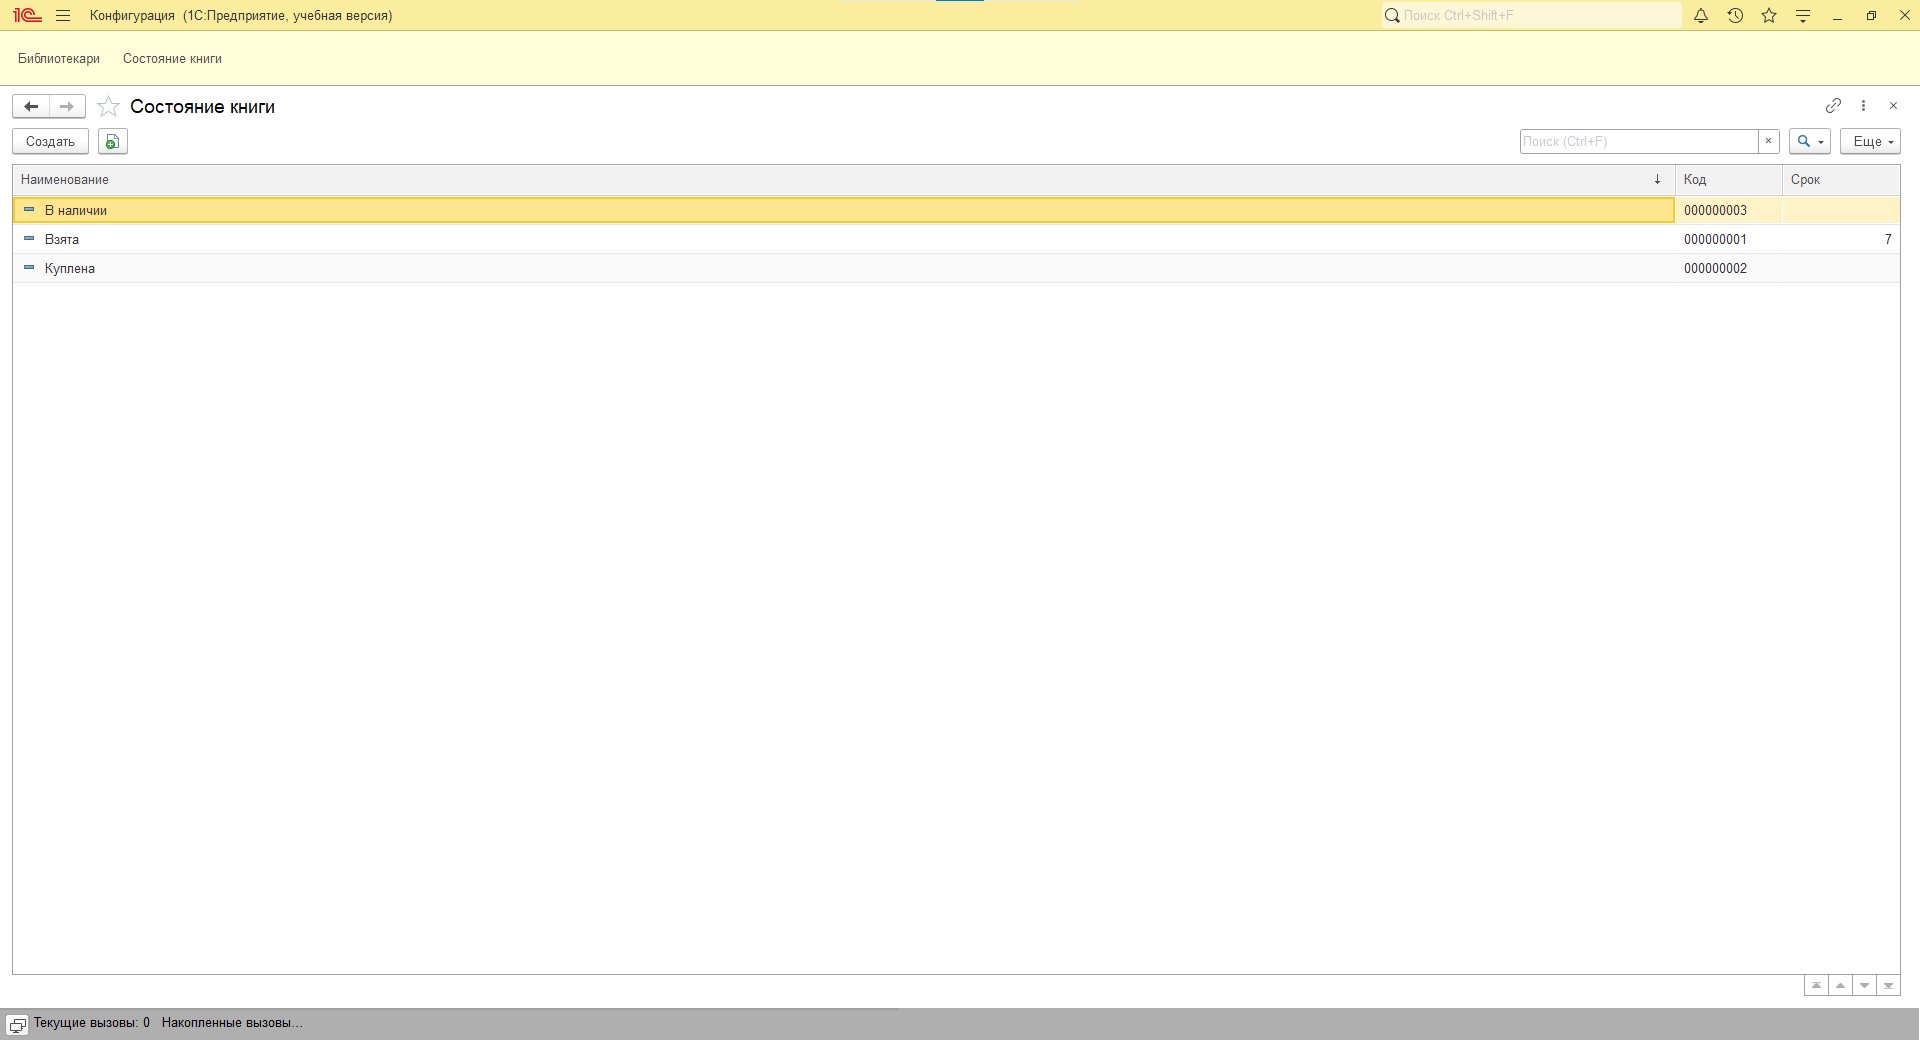 1С Конфигурация (1С:Предприятие, учебная версия) Поиск Ctrl+Shift+F
Библиотекари Состояние книги
Состояние книги
Создать Поиск (Ctrl+F) × Еще
Наименование ↓ Код Срок
В наличии 000000003
Взята 000000001 7
Куплена 000000002
Текущие вызовы: 0 Накопленные вызовы...